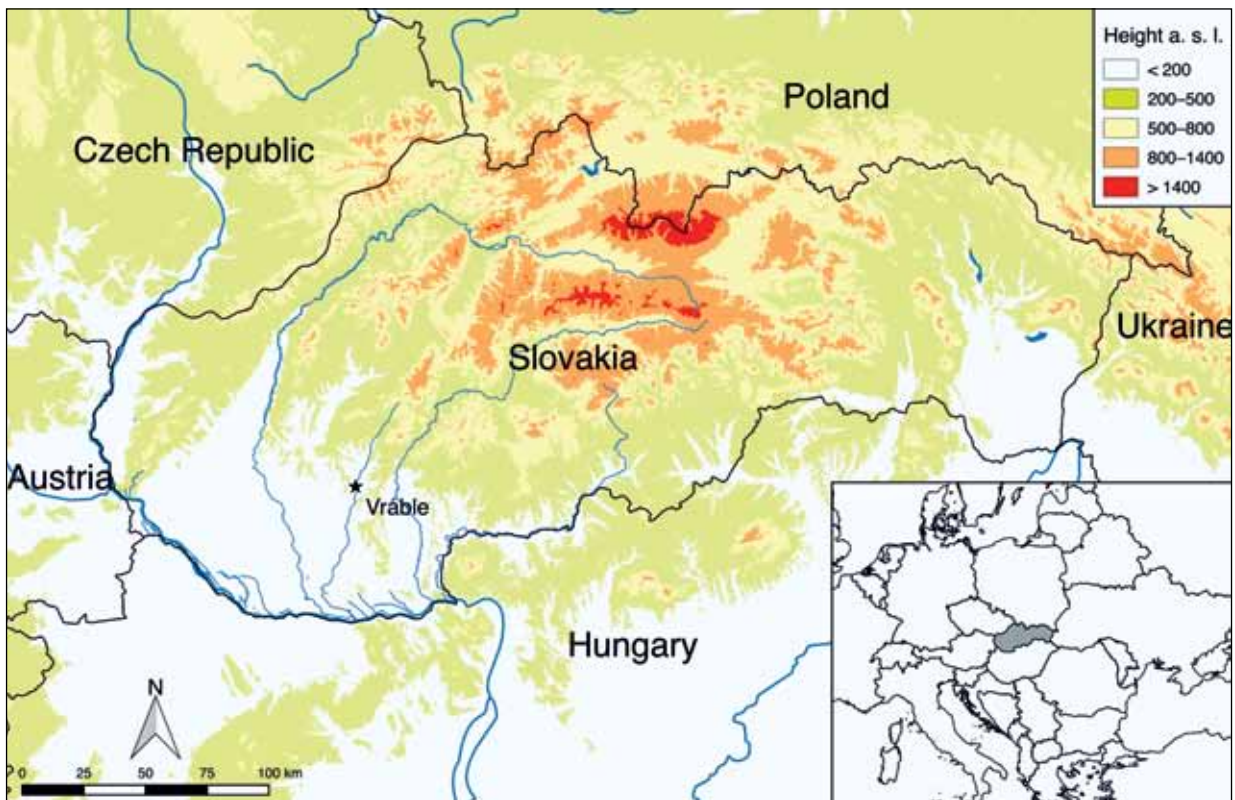 Height a. s. l.
< 200
200–500
500–800
800–1400
> 1400
Poland
Czech Republic
Ukraine
Slovakia
Austria
Vráble
Hungary
N
0 25 50 75 100 km